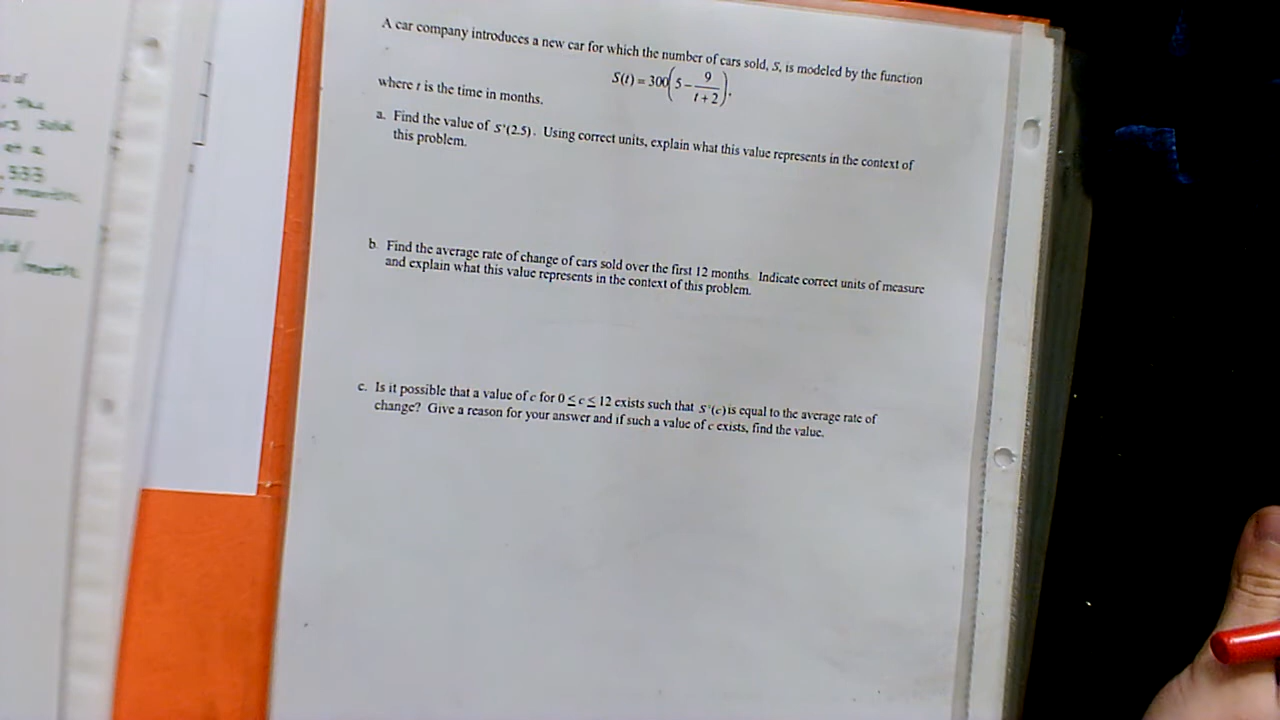 A car company introduces a new car for which the number of cars sold, S, is modeled by the function
S(t) = 300(5 - 9/(t + 2)),
where t is the time in months.
a. Find the value of S'(2.5). Using correct units, explain what this value represents in the context of
this problem.
b. Find the average rate of change of cars sold over the first 12 months. Indicate correct units of measure
and explain what this value represents in the context of this problem.
c. Is it possible that a value of c for 0 ≤ c ≤ 12 exists such that S'(c) is equal to the average rate of
change? Give a reason for your answer and if such a value of c exists, find the value.